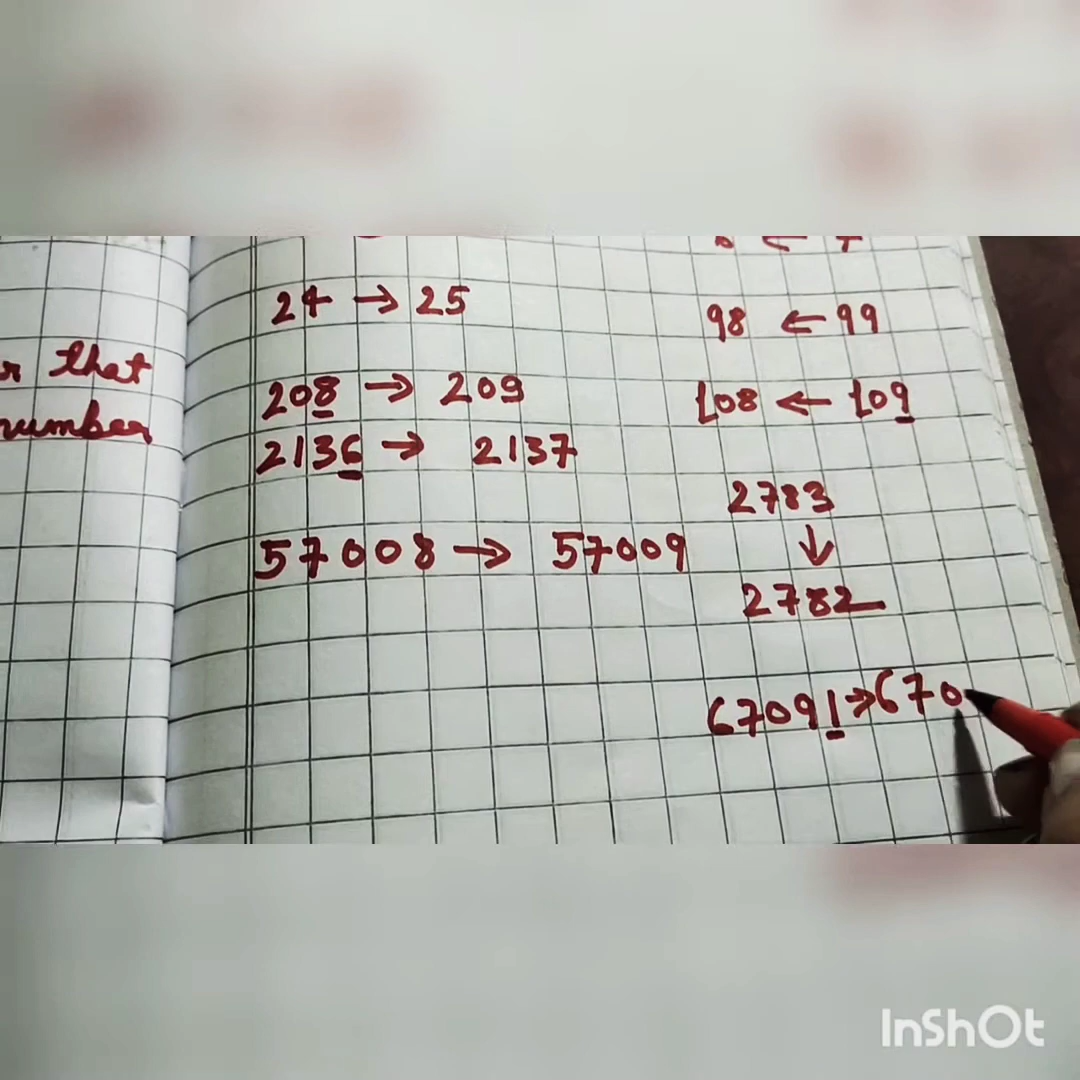 24 → 25
98 ← 99
r that
208 → 209
108 ← 109
number
2136 → 2137
2783
↓
57008 → 57009
2782
67091 → 670
InShOt